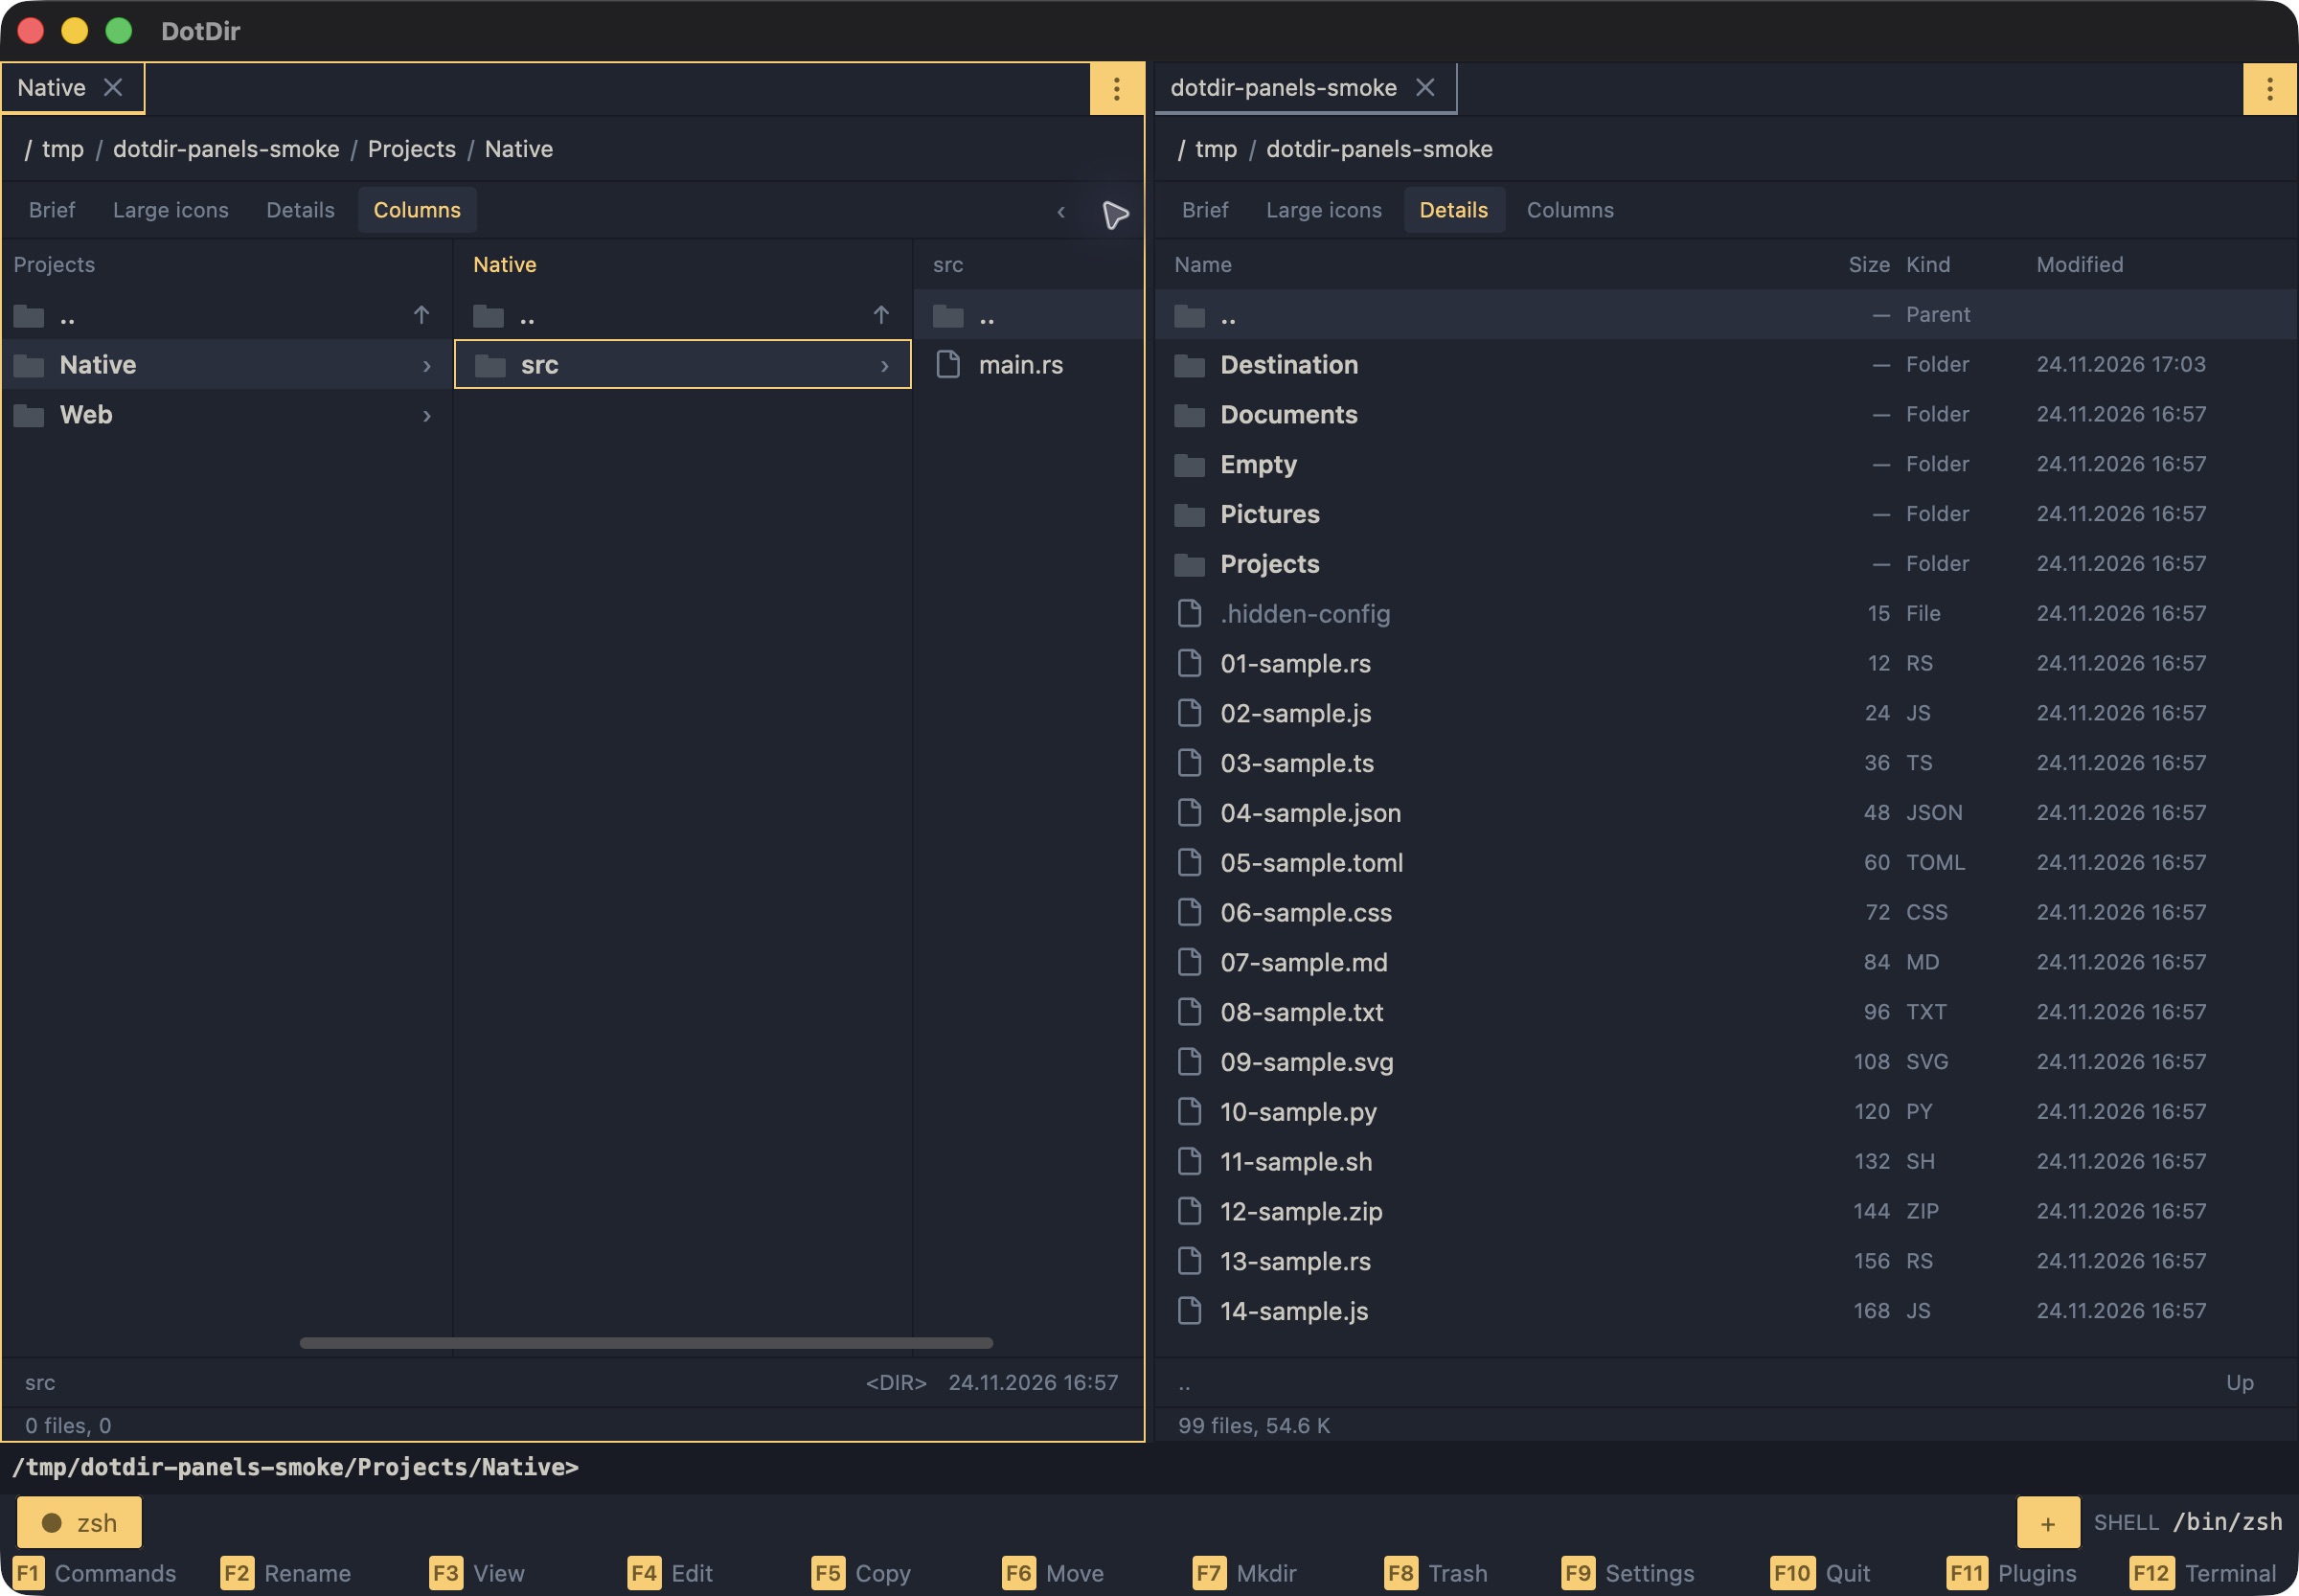 DotDir
Native
/ tmp / dotdir-panels-smoke / Projects / Native
Brief Large icons Details Columns ‹
Projects
.. ↑
Native ›
Web ›
Native
.. ↑
src ›
src
..
main.rs
src <DIR> 24.11.2026 16:57
0 files, 0
dotdir-panels-smoke
/ tmp / dotdir-panels-smoke
Brief Large icons Details Columns
Name Size Kind Modified
.. — Parent
Destination — Folder 24.11.2026 17:03
Documents — Folder 24.11.2026 16:57
Empty — Folder 24.11.2026 16:57
Pictures — Folder 24.11.2026 16:57
Projects — Folder 24.11.2026 16:57
.hidden-config 15 File 24.11.2026 16:57
01-sample.rs 12 RS 24.11.2026 16:57
02-sample.js 24 JS 24.11.2026 16:57
03-sample.ts 36 TS 24.11.2026 16:57
04-sample.json 48 JSON 24.11.2026 16:57
05-sample.toml 60 TOML 24.11.2026 16:57
06-sample.css 72 CSS 24.11.2026 16:57
07-sample.md 84 MD 24.11.2026 16:57
08-sample.txt 96 TXT 24.11.2026 16:57
09-sample.svg 108 SVG 24.11.2026 16:57
10-sample.py 120 PY 24.11.2026 16:57
11-sample.sh 132 SH 24.11.2026 16:57
12-sample.zip 144 ZIP 24.11.2026 16:57
13-sample.rs 156 RS 24.11.2026 16:57
14-sample.js 168 JS 24.11.2026 16:57
.. Up
99 files, 54.6 K
/tmp/dotdir-panels-smoke/Projects/Native>
zsh + SHELL /bin/zsh
F1 Commands F2 Rename F3 View F4 Edit F5 Copy F6 Move F7 Mkdir F8 Trash F9 Settings F10 Quit F11 Plugins F12 Terminal